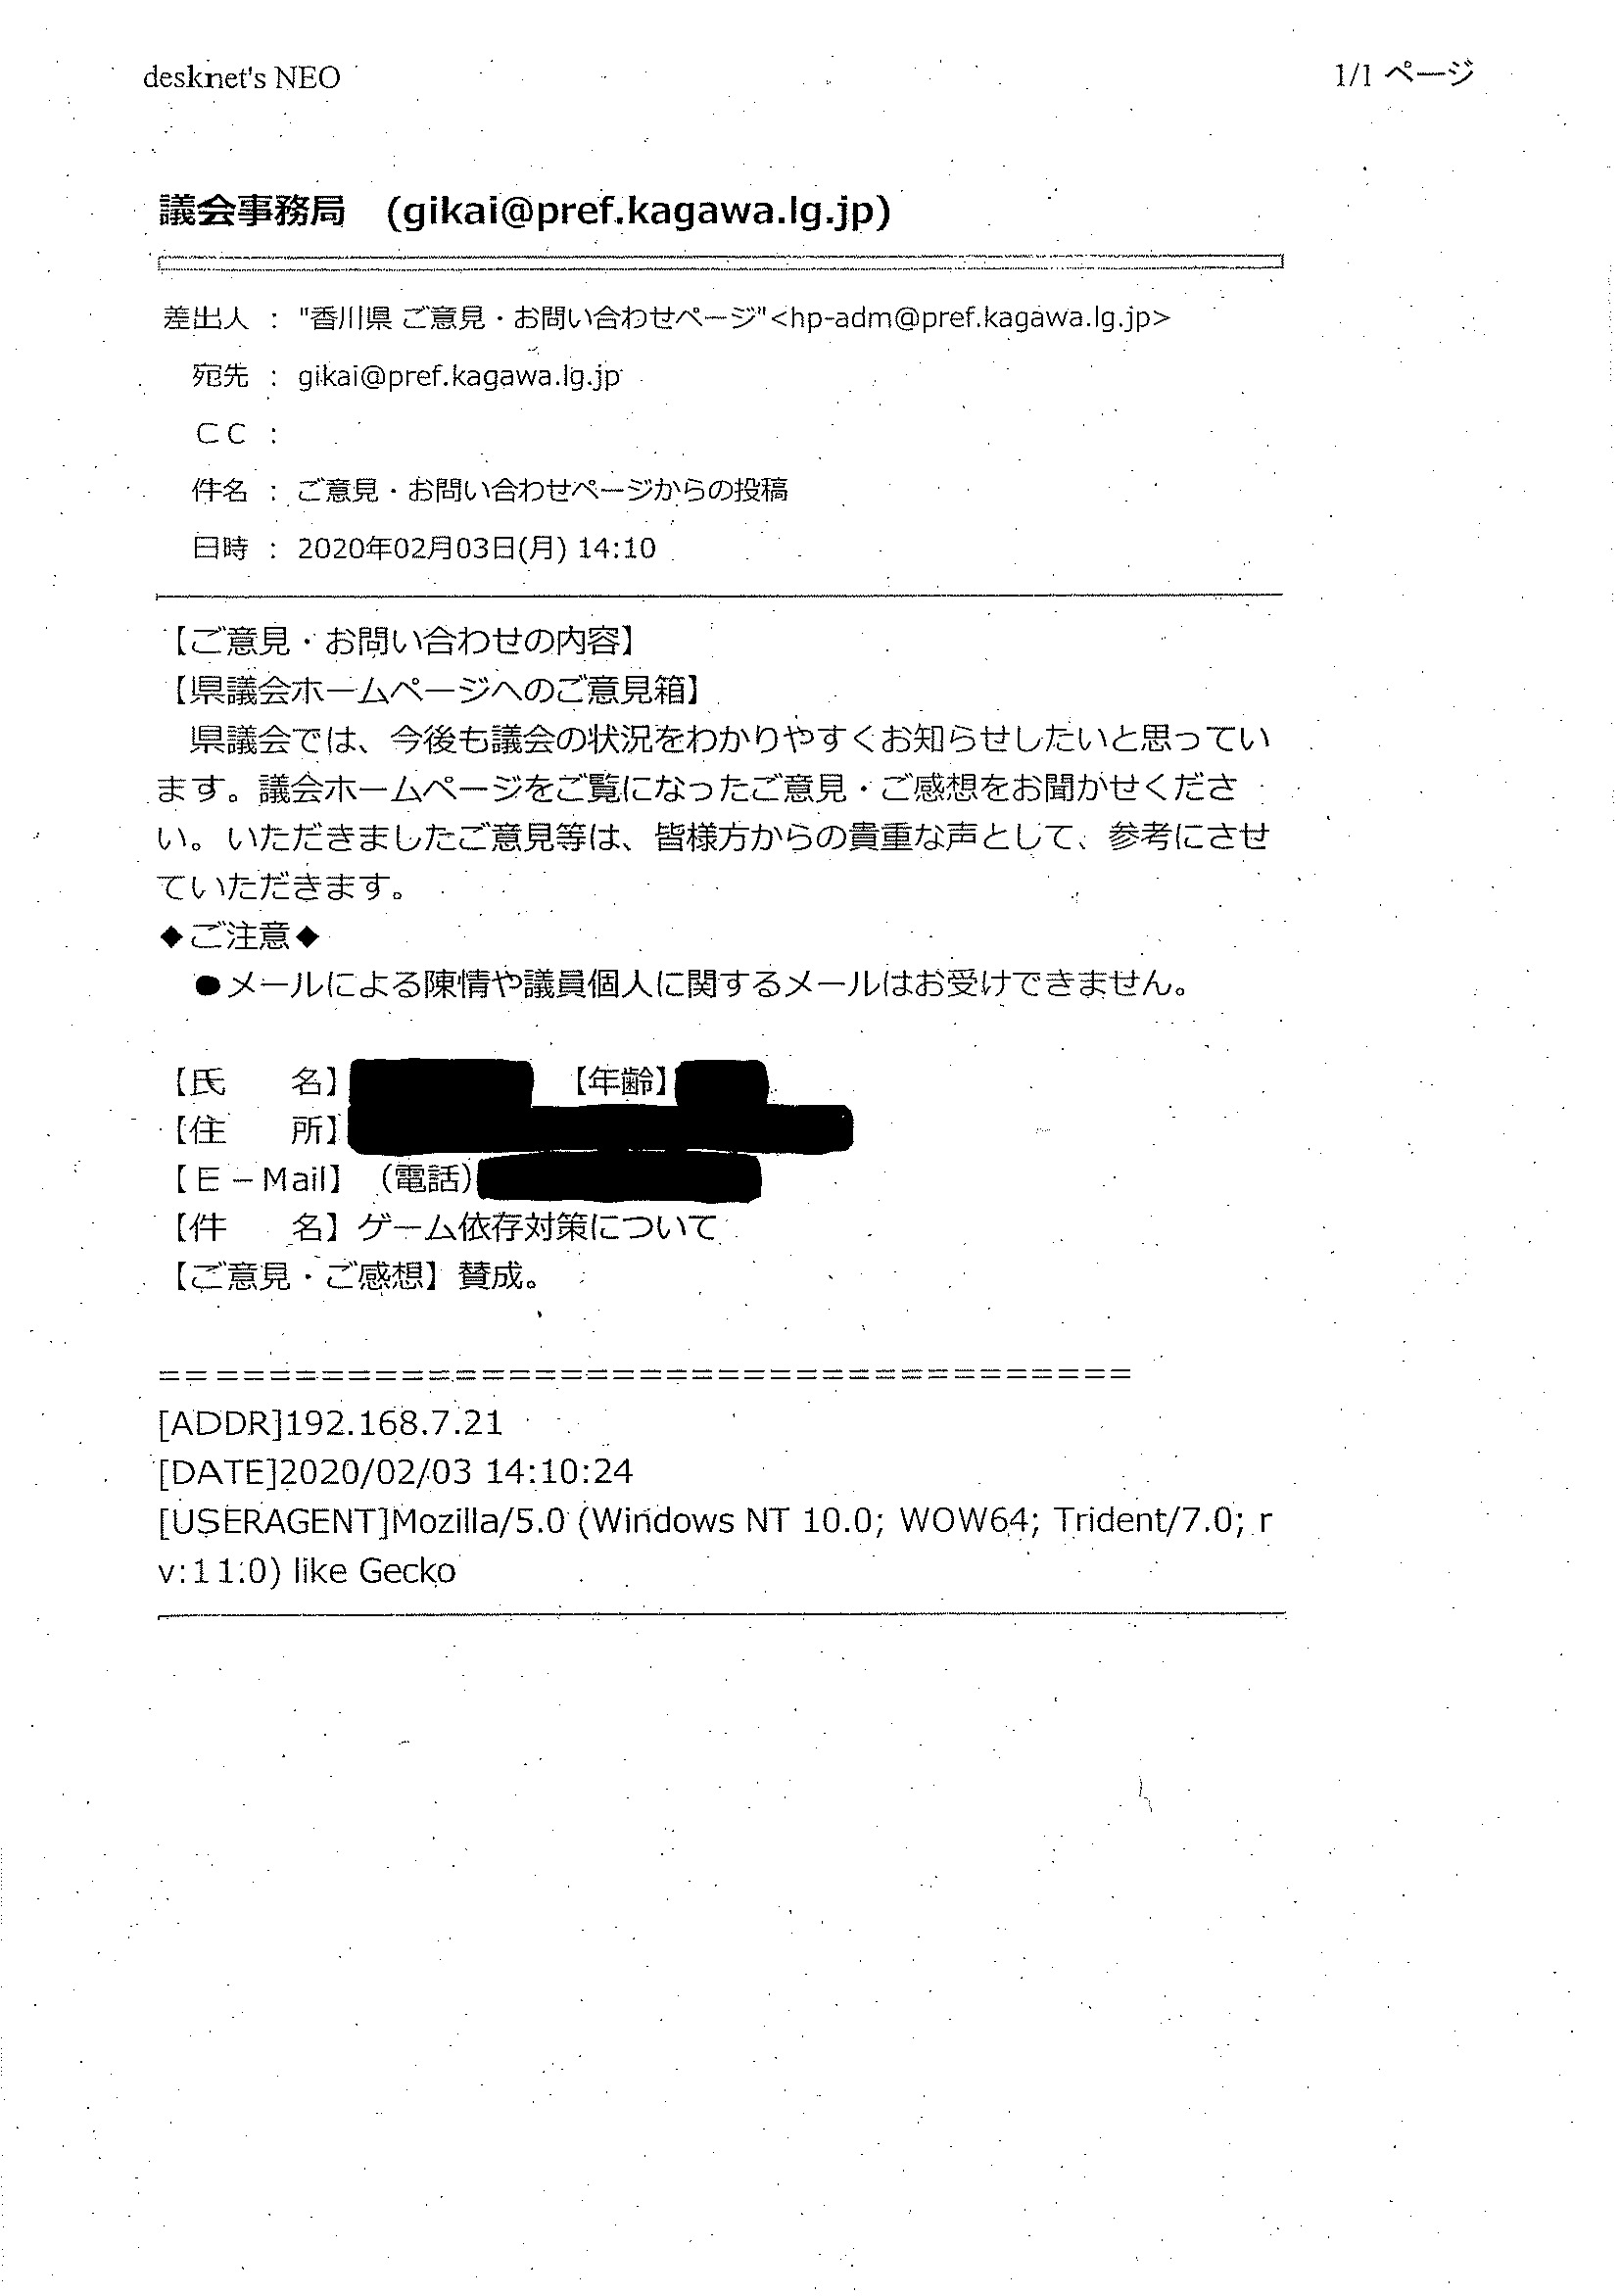 desknet's NEO
1/1 ページ
議会事務局　(gikai@pref.kagawa.lg.jp)
差出人 : "香川県 ご意見・お問い合わせページ"<hp-adm@pref.kagawa.lg.jp>
宛先 : gikai@pref.kagawa.lg.jp
ＣＣ :
件名 : ご意見・お問い合わせページからの投稿
日時 : 2020年02月03日(月) 14:10
【ご意見・お問い合わせの内容】
【県議会ホームページへのご意見箱】
　県議会では、今後も議会の状況をわかりやすくお知らせしたいと思ってい
ます。議会ホームページをご覧になったご意見・ご感想をお聞かせくださ
い。いただきましたご意見等は、皆様方からの貴重な声として、参考にさせ
ていただきます。
◆ご注意◆
　●メールによる陳情や議員個人に関するメールはお受けできません。
【氏　　名】　【年齢】
【住　　所】
【Ｅ－Mail】（電話）
【件　　名】ゲーム依存対策について
【ご意見・ご感想】賛成。
=====================================
[ADDR]192.168.7.21
[DATE]2020/02/03 14:10:24
[USERAGENT]Mozilla/5.0 (Windows NT 10.0; WOW64; Trident/7.0; r
v:11.0) like Gecko